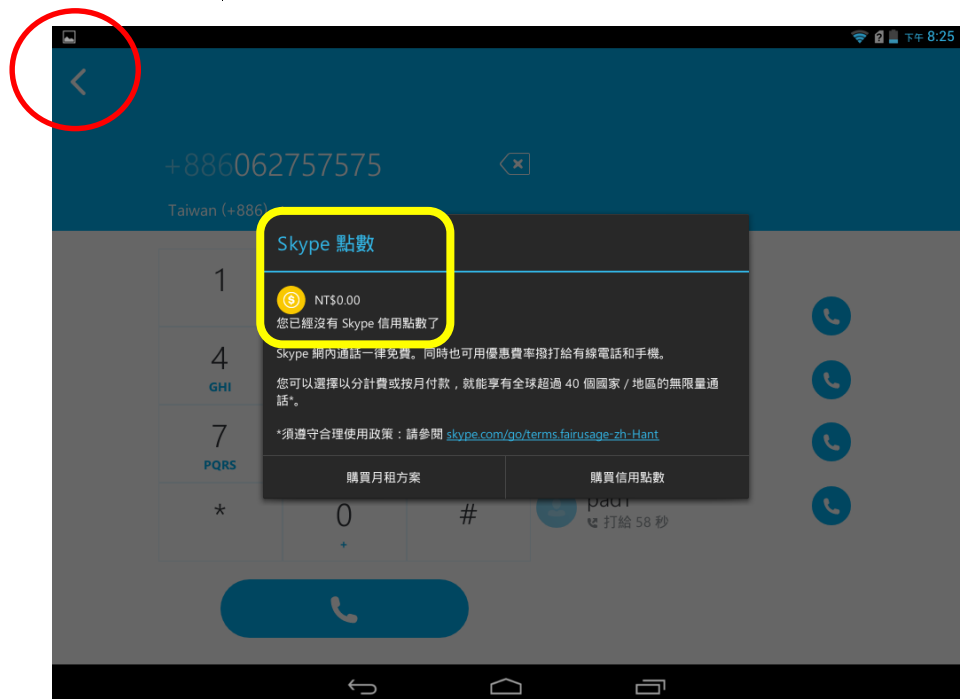 下午 8:25
+886062757575
Taiwan (+886)
Skype 點數
NT$0.00
您已經沒有 Skype 信用點數了
Skype 網內通話一律免費。同時也可用優惠費率撥打給有線電話和手機。
您可以選擇以分計費或按月付款，就能享有全球超過 40 個國家 / 地區的無限量通
話*。
*須遵守合理使用政策：請參閱 skype.com/go/terms.fairusage-zh-Hant
購買月租方案
購買信用點數
1
4
GHI
7
PQRS
*
0
+
#
pad1
打給 58 秒